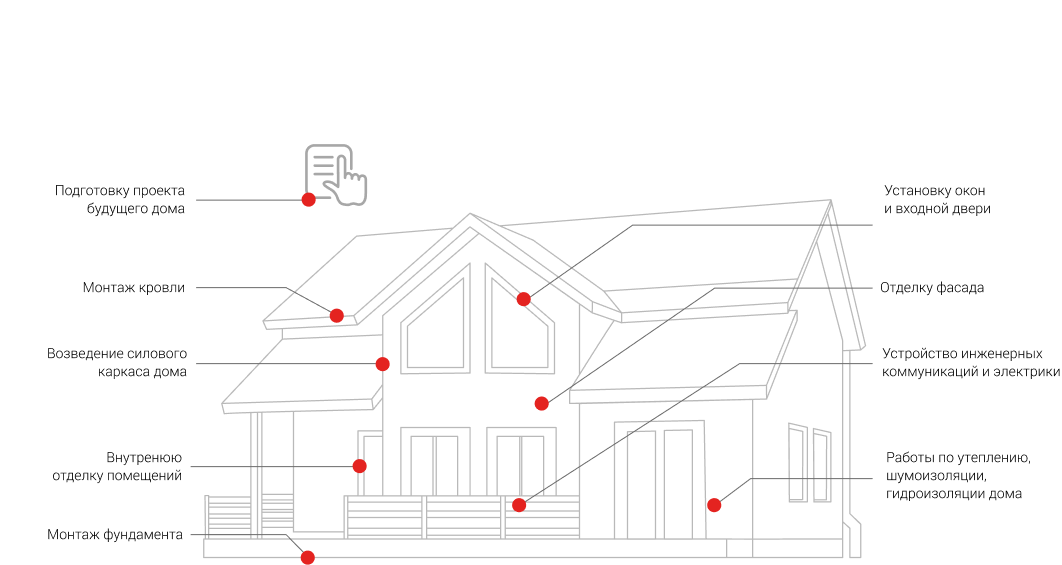 Подготовку проекта
будущего дома
Монтаж кровли
Возведение силового
каркаса дома
Внутренюю
отделку помещений
Монтаж фундамента
Установку окон
и входной двери
Отделку фасада
Устройство инженерных
коммуникаций и электрики
Работы по утеплению,
шумоизоляции,
гидроизоляции дома